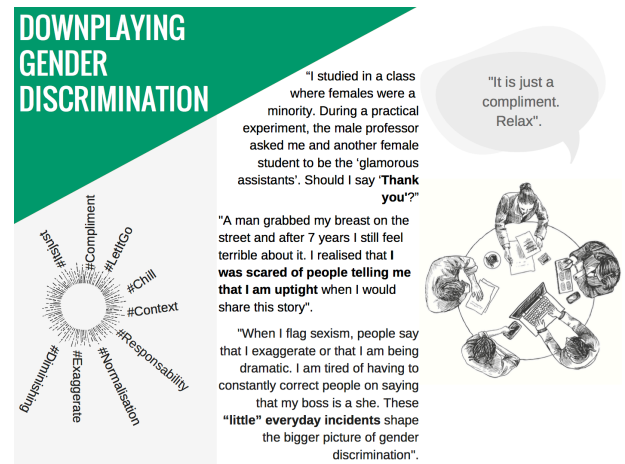 DOWNPLAYING
GENDER
DISCRIMINATION
“I studied in a class
where females were a
minority. During a practical
experiment, the male professor
asked me and another female
student to be the ‘glamorous
assistants’. Should I say ‘Thank
you'?”
"A man grabbed my breast on the
street and after 7 years I still feel
terrible about it. I realised that I
was scared of people telling me
that I am uptight when I would
share this story".
"When I flag sexism, people say
that I exaggerate or that I am being
dramatic. I am tired of having to
constantly correct people on saying
that my boss is a she. These
“little” everyday incidents shape
the bigger picture of gender
discrimination".
"It is just a
compliment.
Relax".
#Itsjust
#Compliment
#LetItGo
#Chill
#Context
#Responsability
#Normalisation
#Exaggerate
#Diminishing